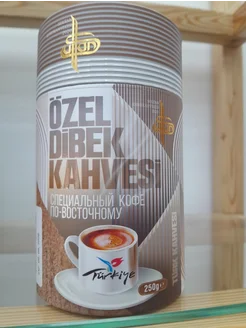 ÖZEL
DİBEK
KAHVESİ
СПЕЦИАЛЬНЫЙ КОФЕ
ПО-ВОСТОЧНОМУ
Türkiye
250g
TÜRK KAHVESİ